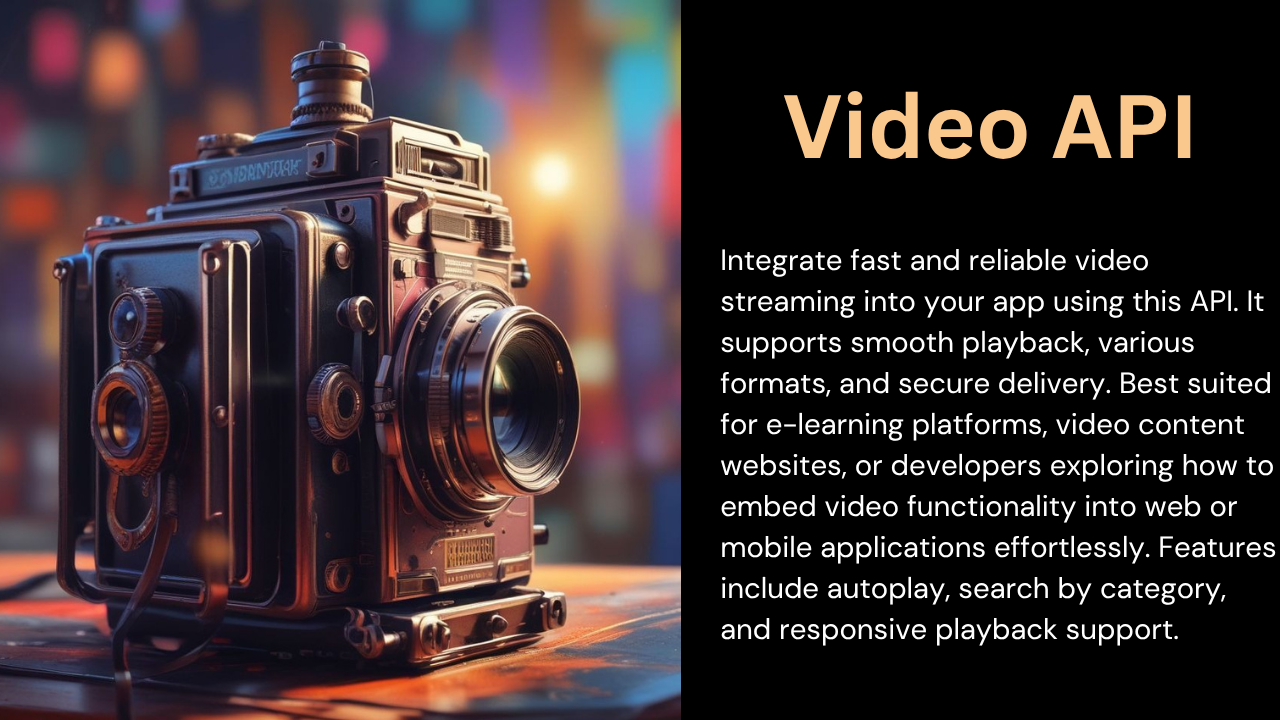 Video API
Integrate fast and reliable video
streaming into your app using this API. It
supports smooth playback, various
formats, and secure delivery. Best suited
for e-learning platforms, video content
websites, or developers exploring how to
embed video functionality into web or
mobile applications effortlessly. Features
include autoplay, search by category,
and responsive playback support.